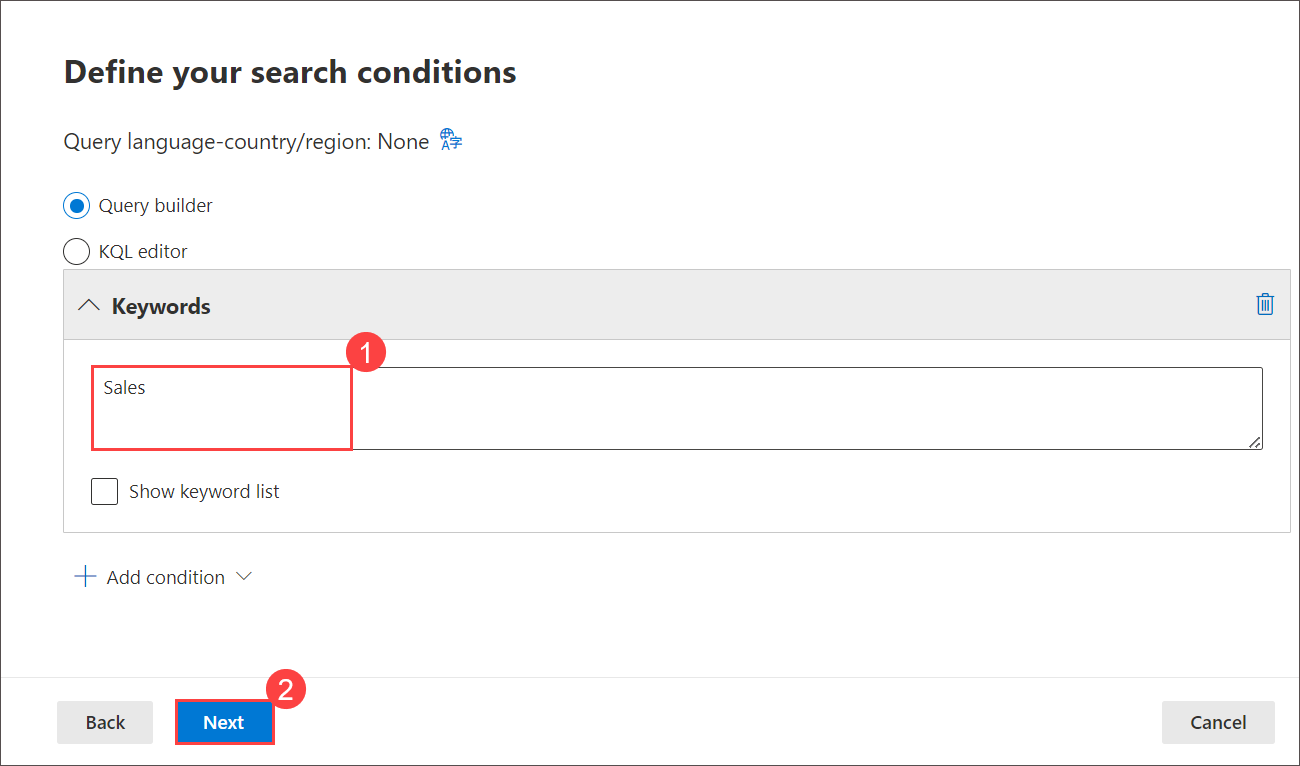 Define your search conditions
Query language-country/region: None
Query builder
KQL editor
Keywords
1
Sales
Show keyword list
Add condition
2
Back
Next
Cancel